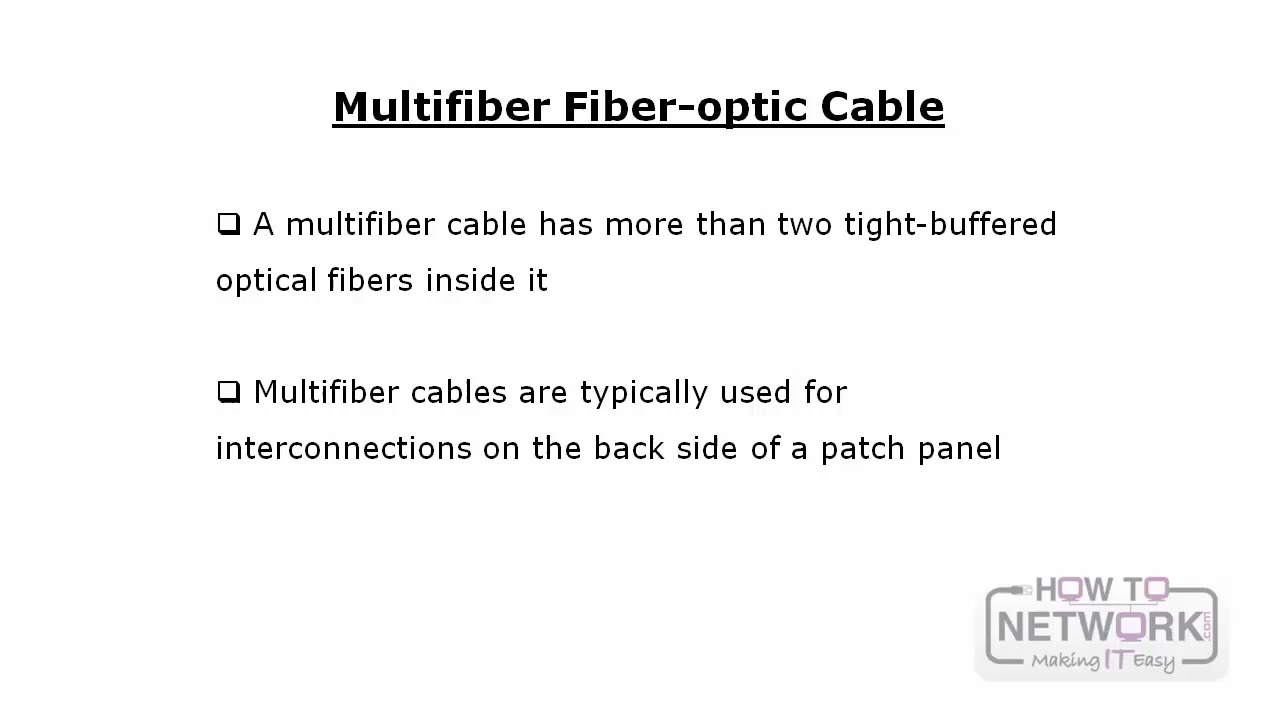 Multifiber Fiber-optic Cable
❑ A multifiber cable has more than two tight-buffered
optical fibers inside it
❑ Multifiber cables are typically used for
interconnections on the back side of a patch panel
HOW TO
NETWORK.com
Making IT Easy